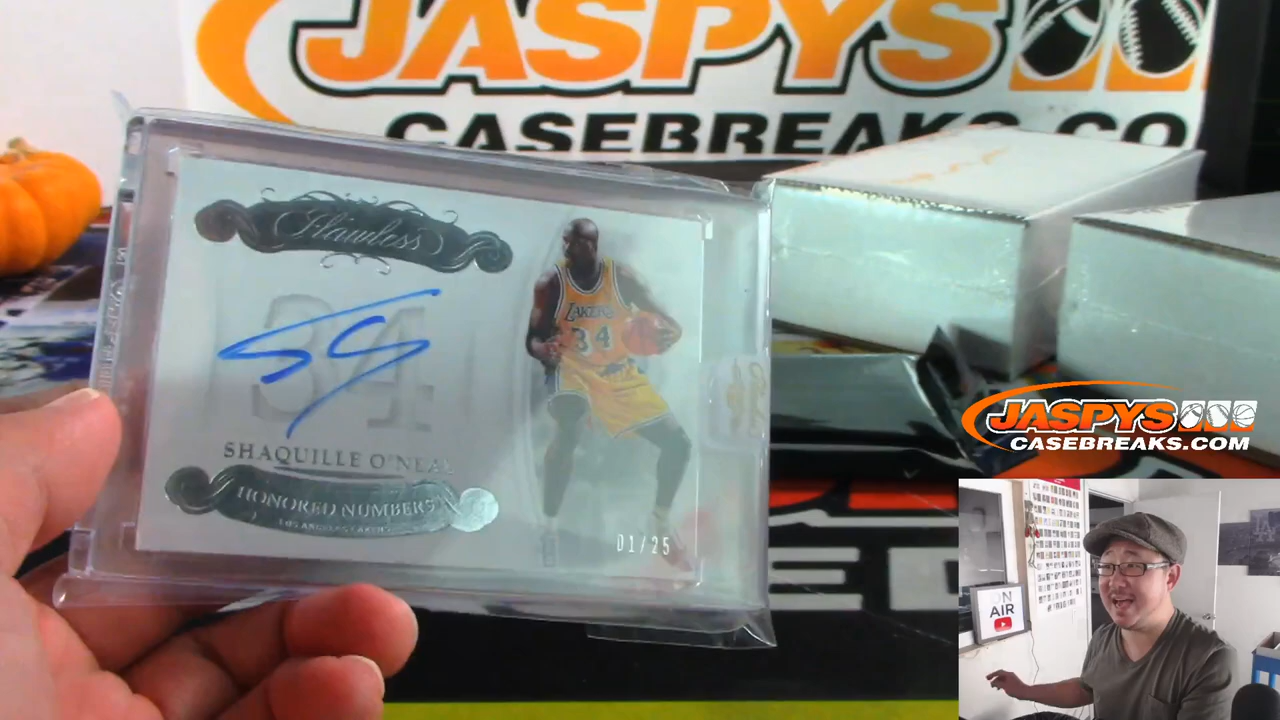 JASPYS
CASEBREAKS.CO
Flawless
34
SHAQUILLE O'NEAL
HONORED NUMBERS
LOS ANGELES LAKERS
LAKERS
34
01/25
JASPYS
CASEBREAKS.COM
ON
AIR